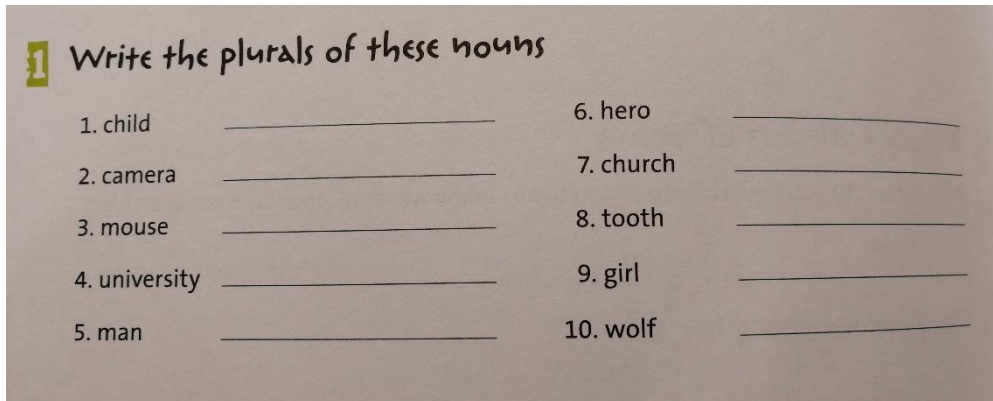 1 Write the plurals of these nouns
1. child
2. camera
3. mouse
4. university
5. man
6. hero
7. church
8. tooth
9. girl
10. wolf